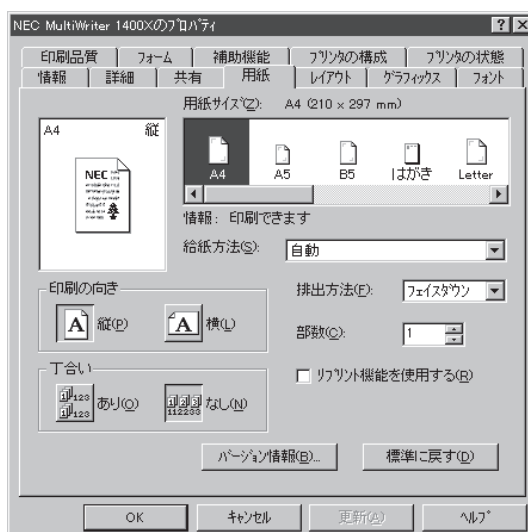 NEC MultiWriter 1400Xのプロパティ
印刷品質 フォーム 補助機能 プリンタの構成 プリンタの状態
情報 詳細 共有 用紙 レイアウト グラフィックス フォント
用紙サイズ(Z): A4 (210 × 297 mm)
A4 縦
NEC
A4 A5 B5 はがき Letter
情報: 印刷できます
給紙方法(S): 自動
印刷の向き
A 縦(P) A 横(L)
排出方法(F): フェイスダウン
部数(C): 1
丁合い
123 123 あり(O) 112233 なし(N)
リプリント機能を使用する(R)
バージョン情報(B)... 標準に戻す(D)
OK キャンセル 更新(A) ヘルプ